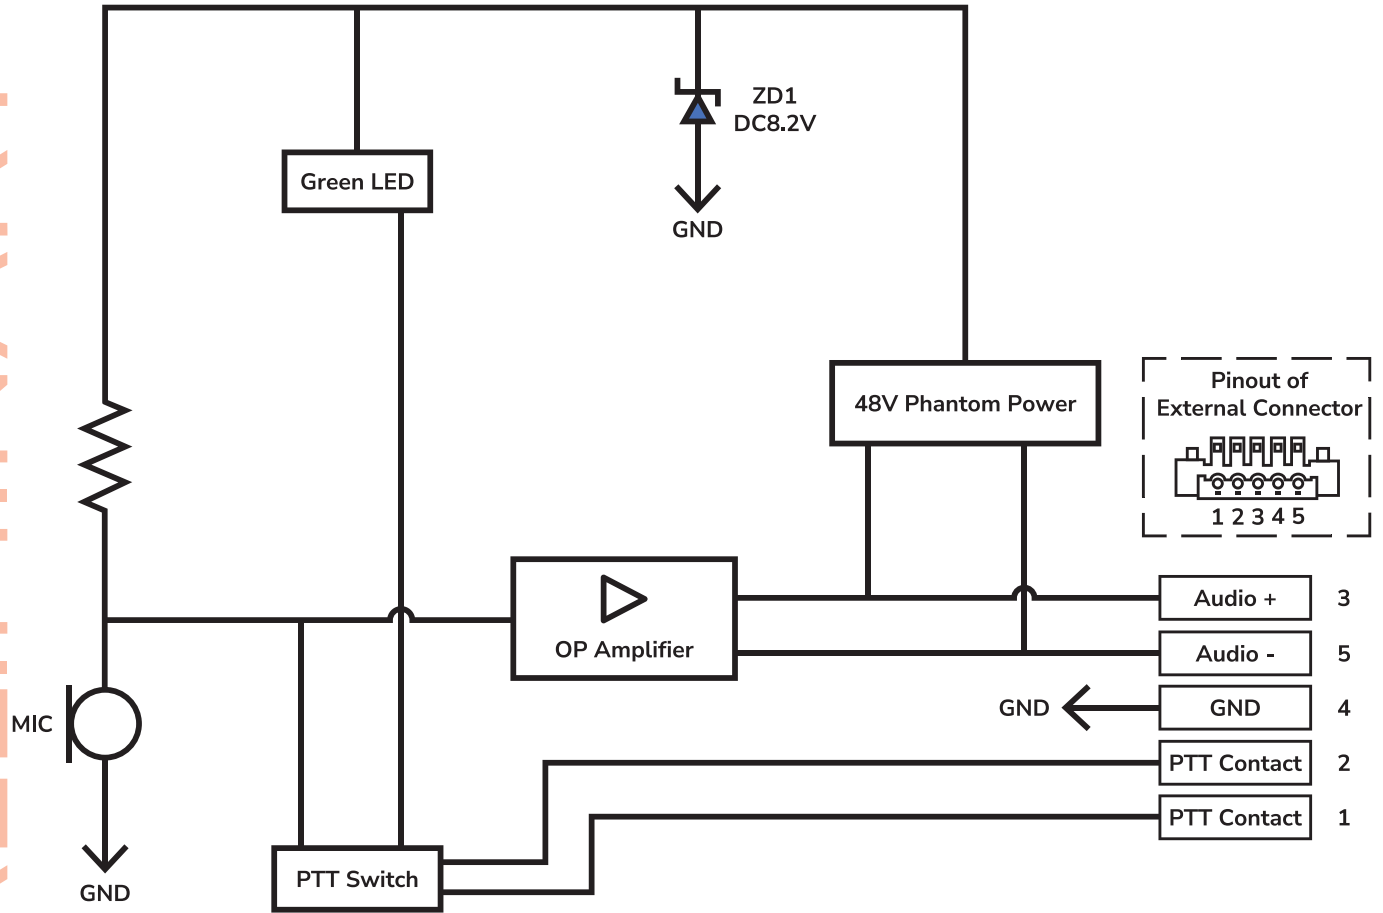 ZD1
DC8.2V
Green LED
GND
48V Phantom Power
Pinout of
External Connector
1 2 3 4 5
OP Amplifier
Audio + 3
Audio - 5
GND GND 4
MIC
PTT Contact 2
PTT Contact 1
PTT Switch
GND